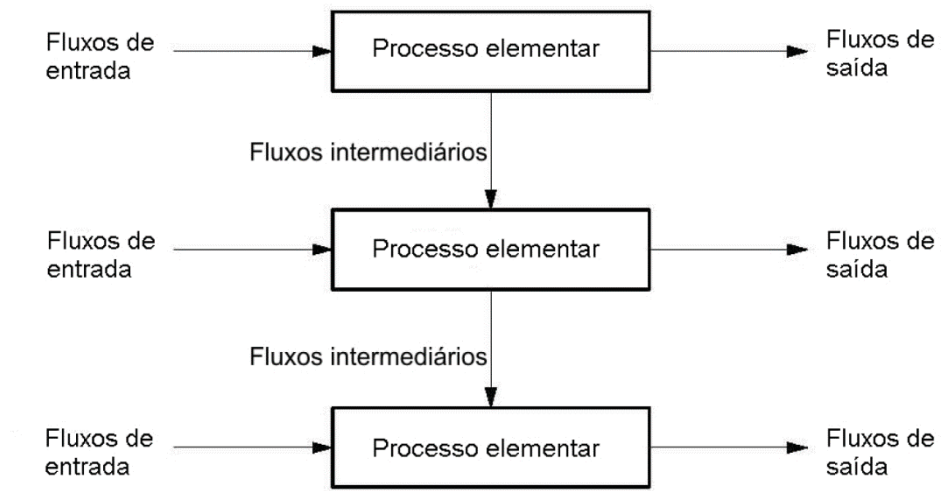 Fluxos de
entrada
Processo elementar
Fluxos de
saída
Fluxos intermediários
Fluxos de
entrada
Processo elementar
Fluxos de
saída
Fluxos intermediários
Fluxos de
entrada
Processo elementar
Fluxos de
saída